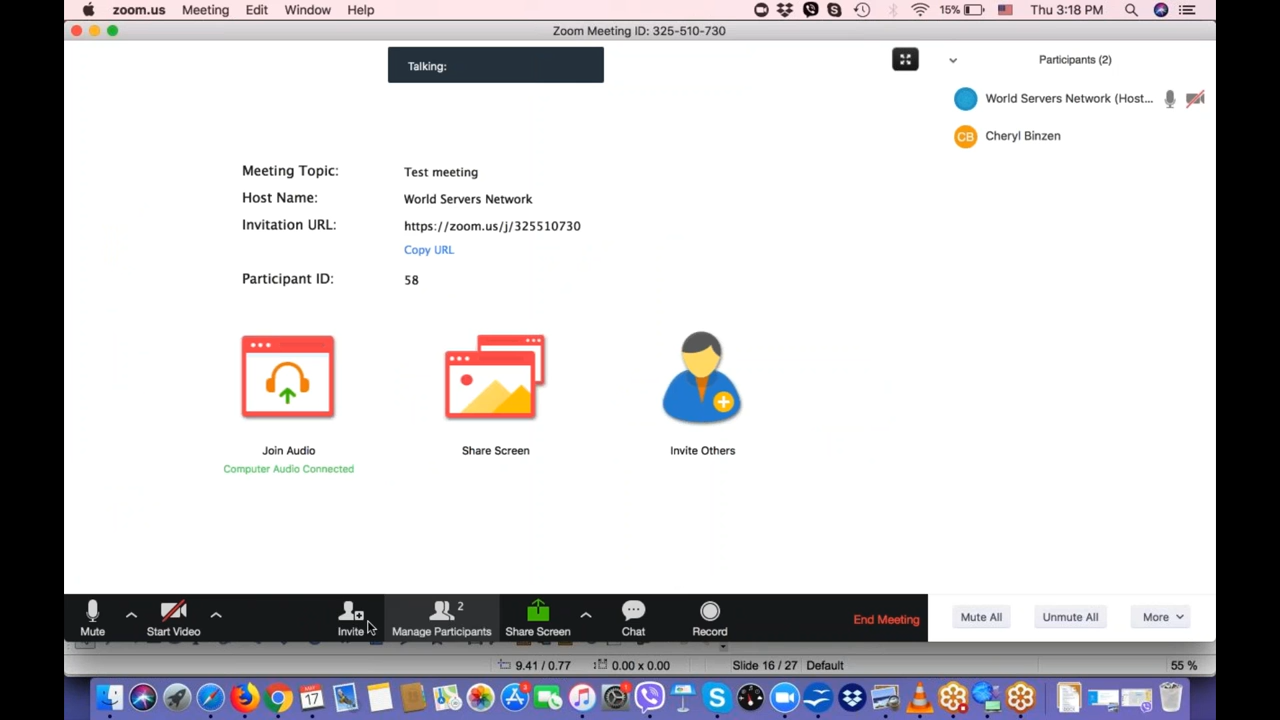 zoom.us Meeting Edit Window Help 15% Thu 3:18 PM
Zoom Meeting ID: 325-510-730
Talking:
Participants (2)
World Servers Network (Host...
CB Cheryl Binzen
Meeting Topic: Test meeting
Host Name: World Servers Network
Invitation URL: https://zoom.us/j/325510730
Copy URL
Participant ID: 58
Join Audio Share Screen Invite Others
Computer Audio Connected
2
Mute Start Video Invite Manage Participants Share Screen Chat Record End Meeting Mute All Unmute All More
9.41 / 0.77 0.00 x 0.00 Slide 16 / 27 Default 55 %
17